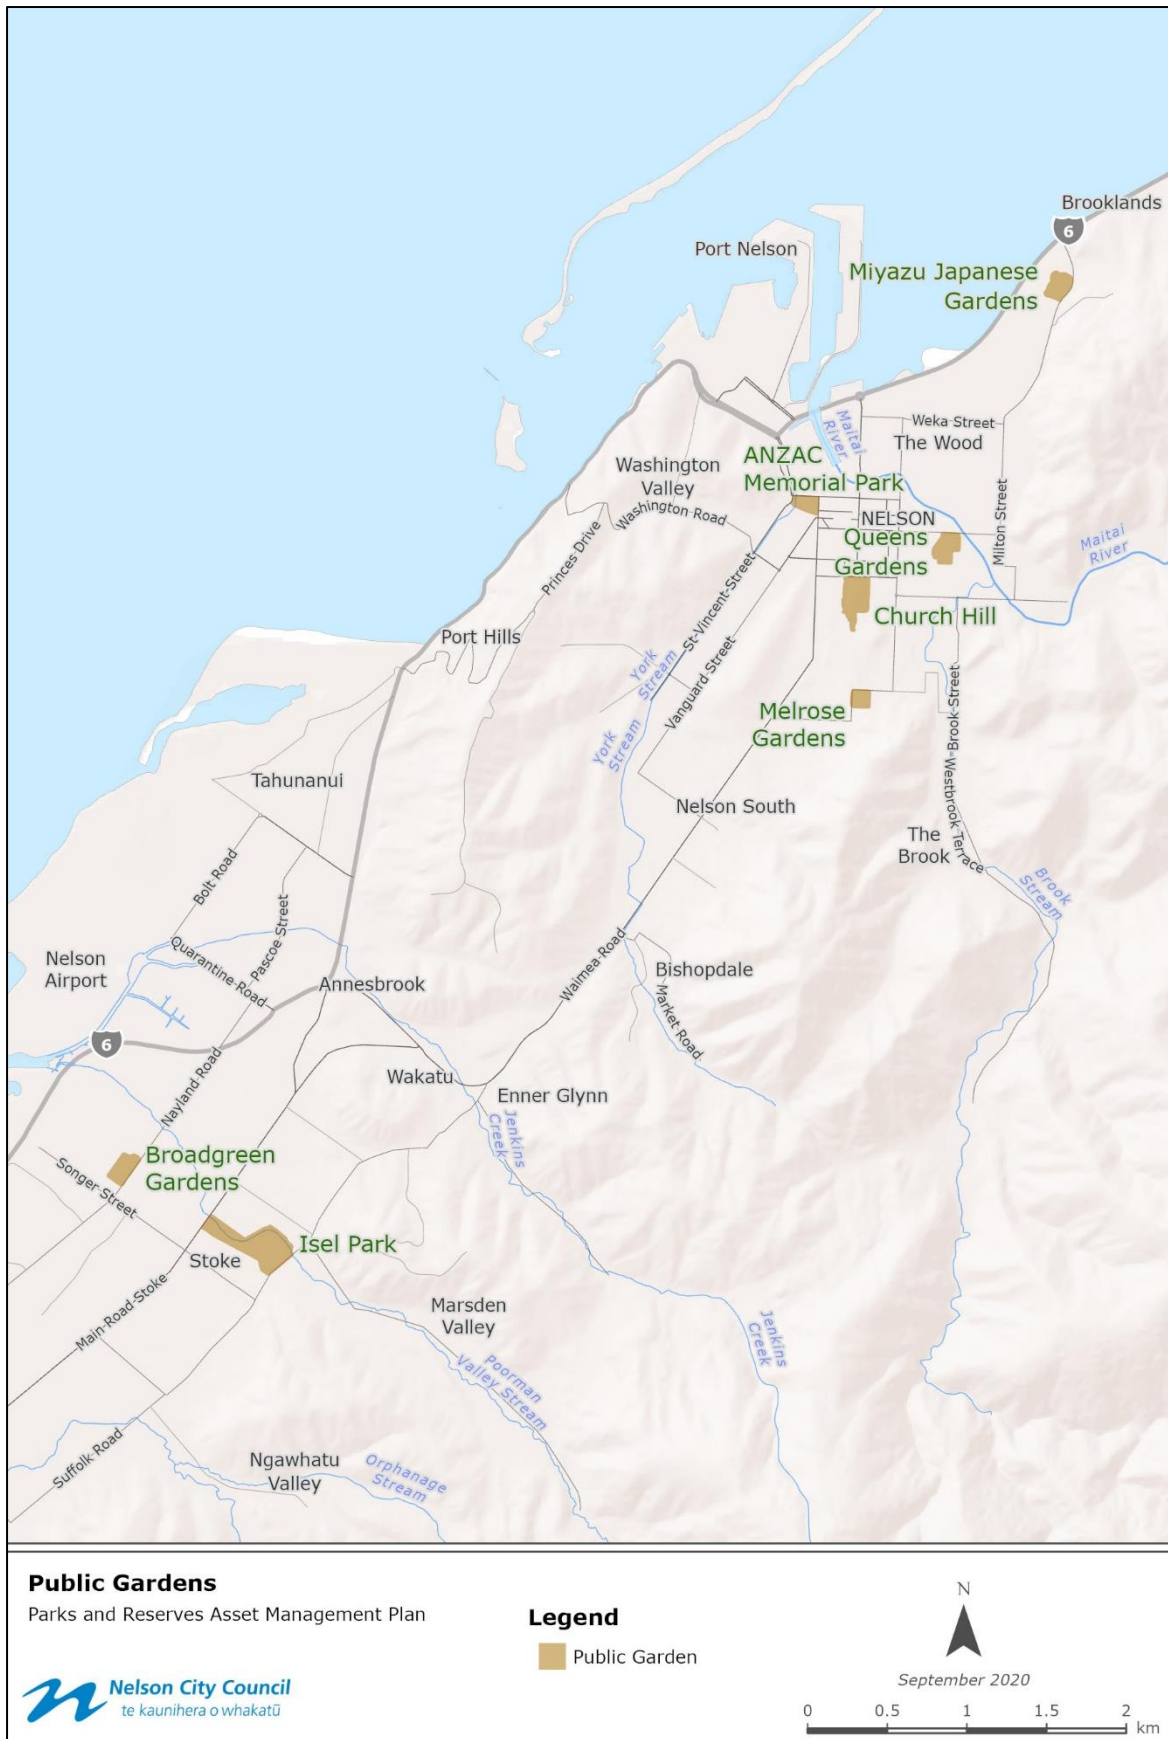 Brooklands
6
Port Nelson
Miyazu Japanese
Gardens
Weka Street
The Wood
Maitai
River
ANZAC
Memorial Park
Washington
Valley
Washington Road
NELSON
Queens
Gardens
Milton Street
Maitai
River
Princes Drive
St Vincent Street
Church Hill
Port Hills
York
Stream
Vanguard Street
York
Stream
Melrose
Gardens
W Brook Street
Westbrook Terrace
Tahunanui
Nelson South
The
Brook
Brook
Stream
Bolt Road
Pascoe Street
Quarantine Road
Nelson
Airport
Annesbrook
Waimea Road
Bishopdale
Market Road
6
Nayland Road
Wakatu
Enner Glynn
Jenkins
Creek
Broadgreen
Gardens
Songer Street
Isel Park
Stoke
Main Road Stoke
Marsden
Valley
Jenkins
Creek
Poorman
Valley Stream
Suffolk Road
Ngawhatu
Valley
Orphanage
Stream
Public Gardens
Parks and Reserves Asset Management Plan
Nelson City Council
te kaunihera o whakatū
Legend
Public Garden
N
September 2020
0 0.5 1 1.5 2
km